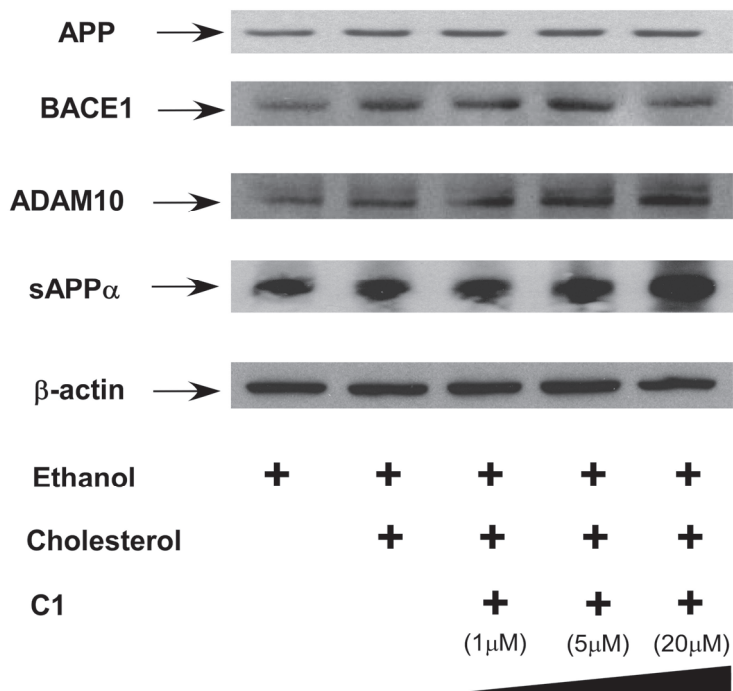 APP
BACE1
ADAM10
sAPPα
β-actin
Ethanol + + + + +
Cholesterol + + + +
C1 + + +
(1μM) (5μM) (20μM)